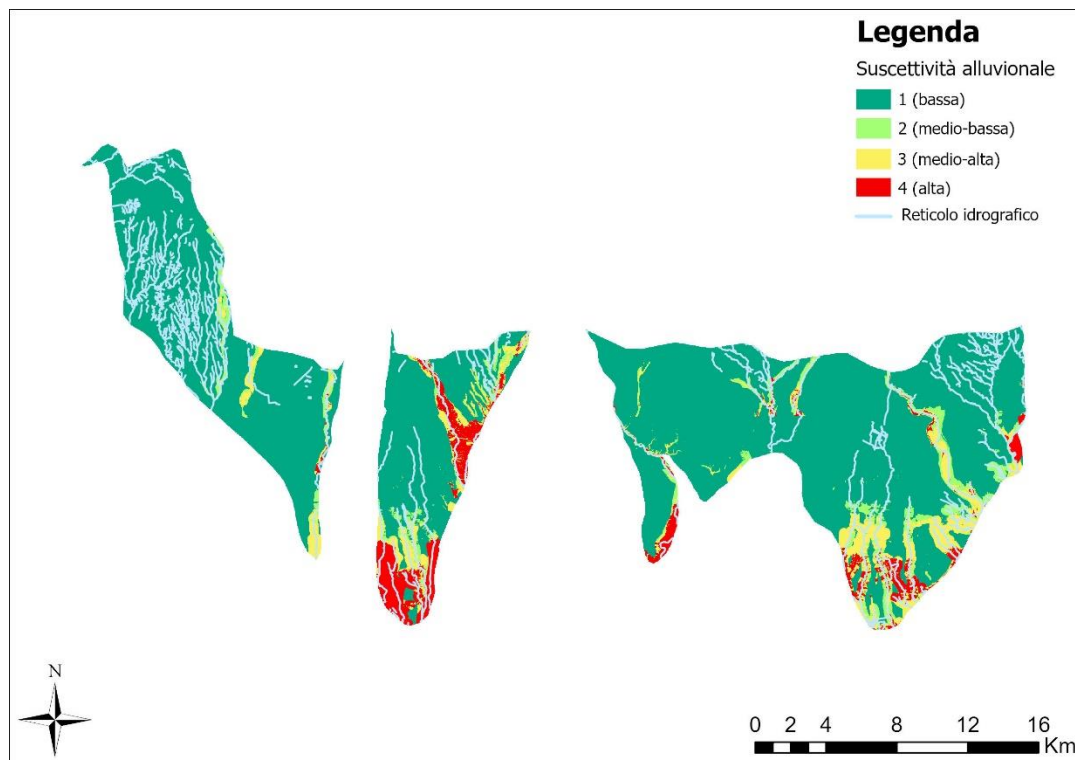 Legenda
Suscettività alluvionale
1 (bassa)
2 (medio-bassa)
3 (medio-alta)
4 (alta)
Reticolo idrografico
N
0 2 4 8 12 16
Km